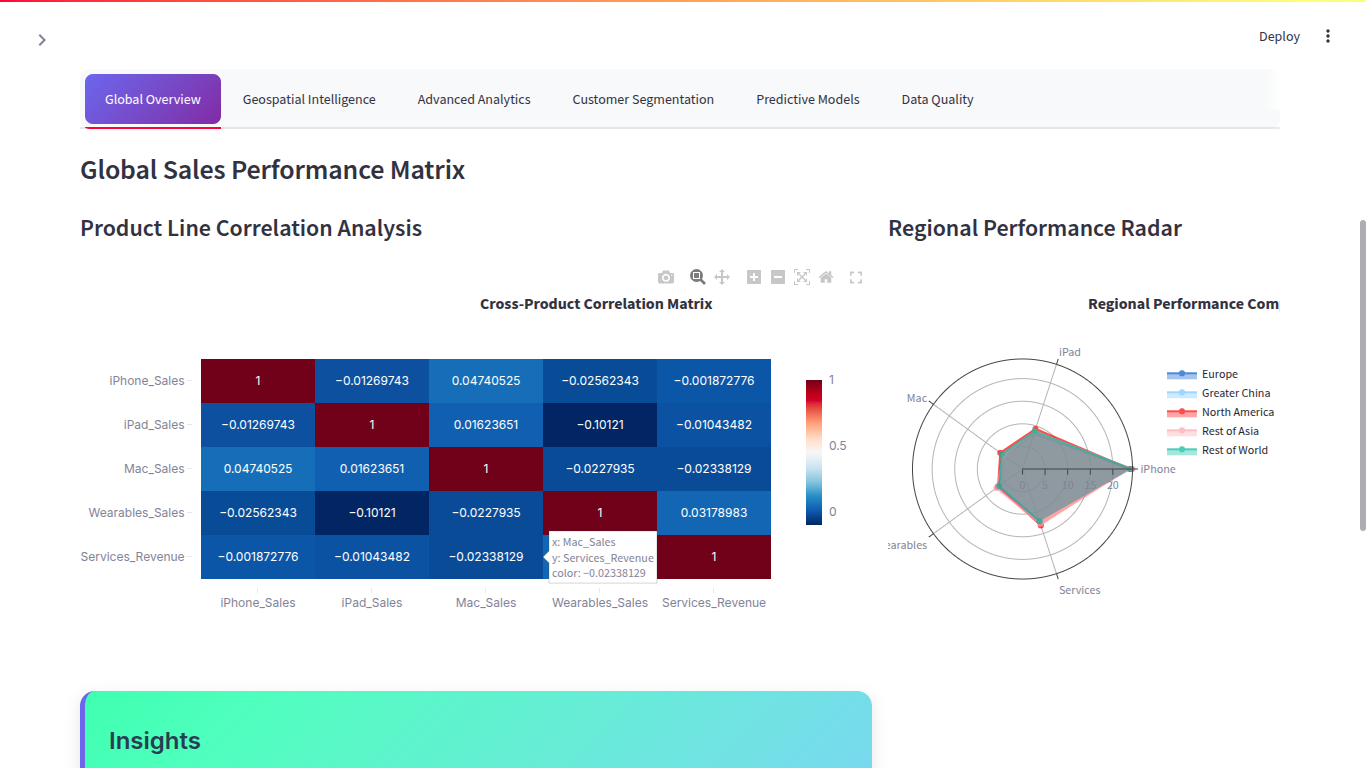 Deploy
Global Overview Geospatial Intelligence Advanced Analytics Customer Segmentation Predictive Models Data Quality
Global Sales Performance Matrix
Product Line Correlation Analysis
Cross-Product Correlation Matrix
iPhone_Sales 1 −0.01269743 0.04740525 −0.02562343 −0.001872776
iPad_Sales −0.01269743 1 0.01623651 −0.10121 −0.01043482
Mac_Sales 0.04740525 0.01623651 1 −0.0227935 −0.02338129
Wearables_Sales −0.02562343 −0.10121 −0.0227935 1 0.03178983
Services_Revenue −0.001872776 −0.01043482 −0.02338129 1
x: Mac_Sales
y: Services_Revenue
color: −0.02338129
iPhone_Sales iPad_Sales Mac_Sales Wearables_Sales Services_Revenue
1
0.5
0
Regional Performance Radar
Regional Performance Com
iPad
Mac
iPhone
0 5 10 15 20
earables
Services
Europe
Greater China
North America
Rest of Asia
Rest of World
Insights